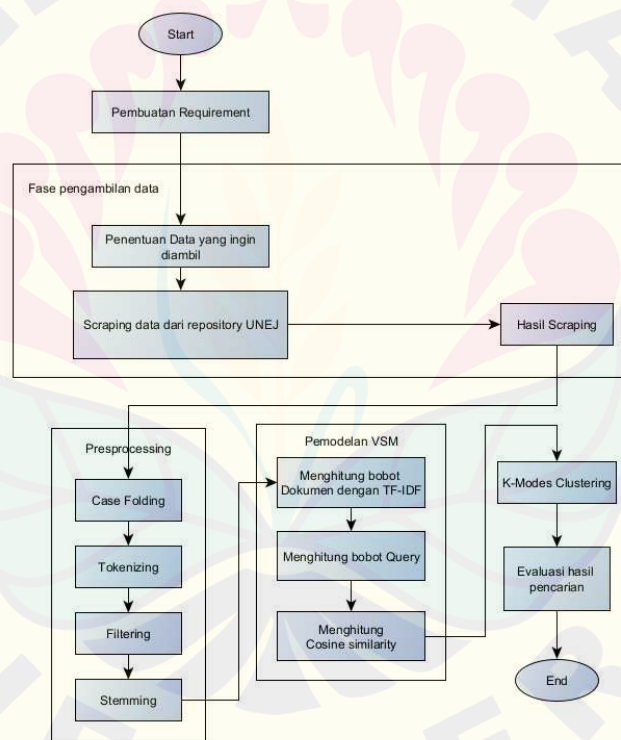 Start
Pembuatan Requirement
Fase pengambilan data
Penentuan Data yang ingin
diambil
Scraping data dari repository UNEJ
Hasil Scraping
Presprocessing
Case Folding
Tokenizing
Filtering
Stemming
Pemodelan VSM
Menghitung bobot
Dokumen dengan TF-IDF
Menghitung bobot Query
Menghitung
Cosine similarity
K-Modes Clustering
Evaluasi hasil
pencarian
End